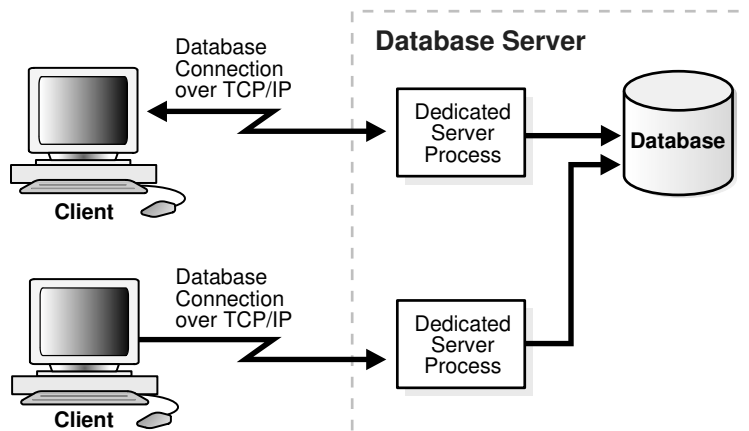 Database
Connection
over TCP/IP
Database Server
Dedicated
Server
Process
Database
Client
Database
Connection
over TCP/IP
Dedicated
Server
Process
Client